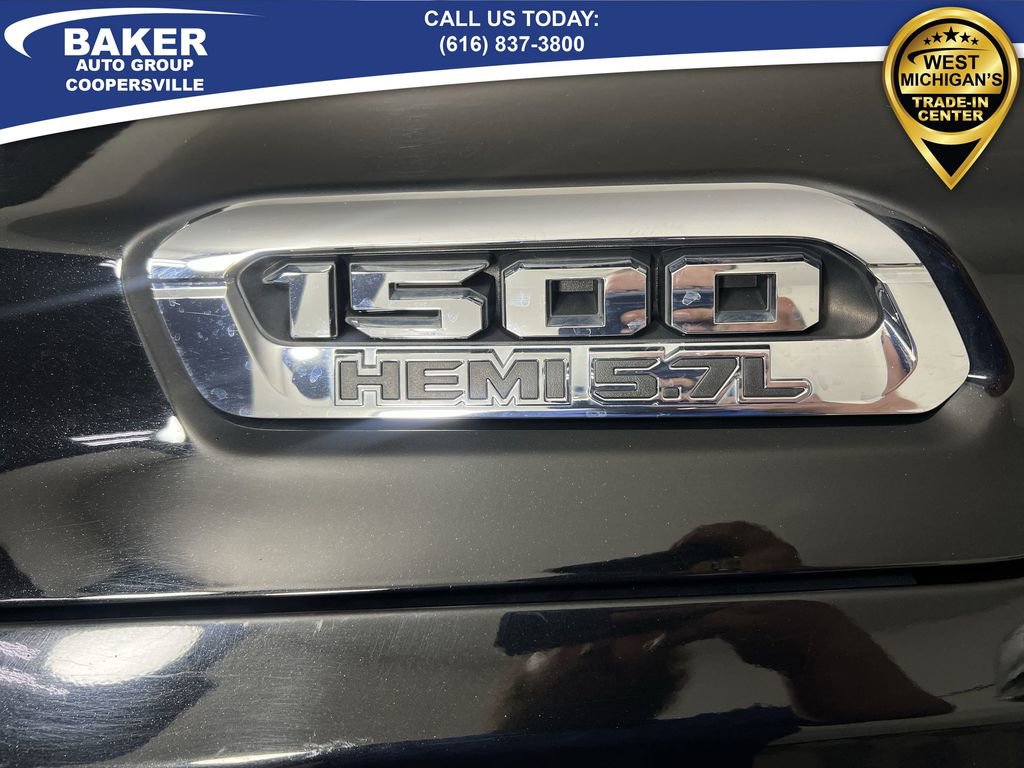 BAKER
AUTO GROUP
COOPERSVILLE
CALL US TODAY:
(616) 837-3800
WEST
MICHIGAN'S
TRADE-IN
CENTER
1500
HEMI 5.7L